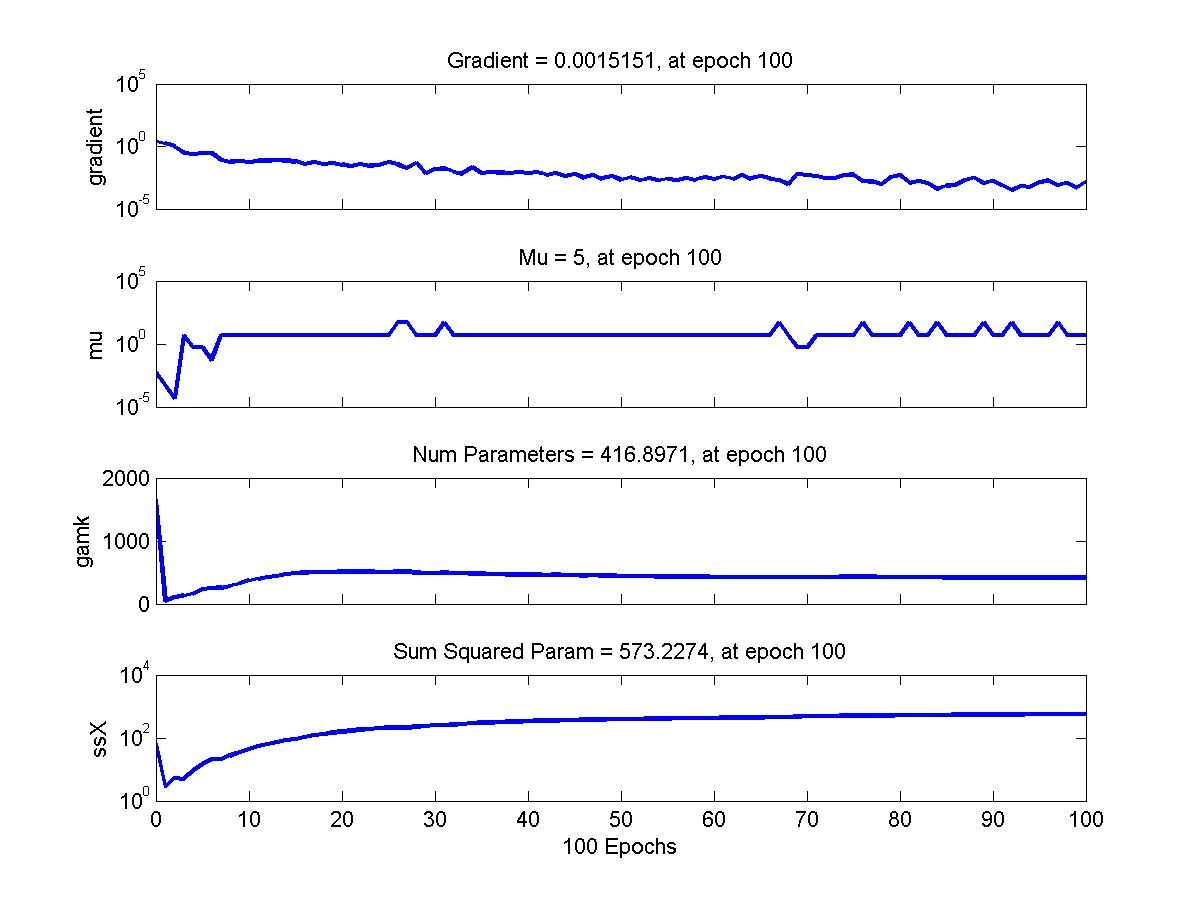 Gradient = 0.0015151, at epoch 100
10^5
10^0
10^-5
gradient
Mu = 5, at epoch 100
10^5
10^0
10^-5
mu
Num Parameters = 416.8971, at epoch 100
2000
1000
0
gamk
Sum Squared Param = 573.2274, at epoch 100
10^4
10^2
10^0
ssX
0 10 20 30 40 50 60 70 80 90 100
100 Epochs